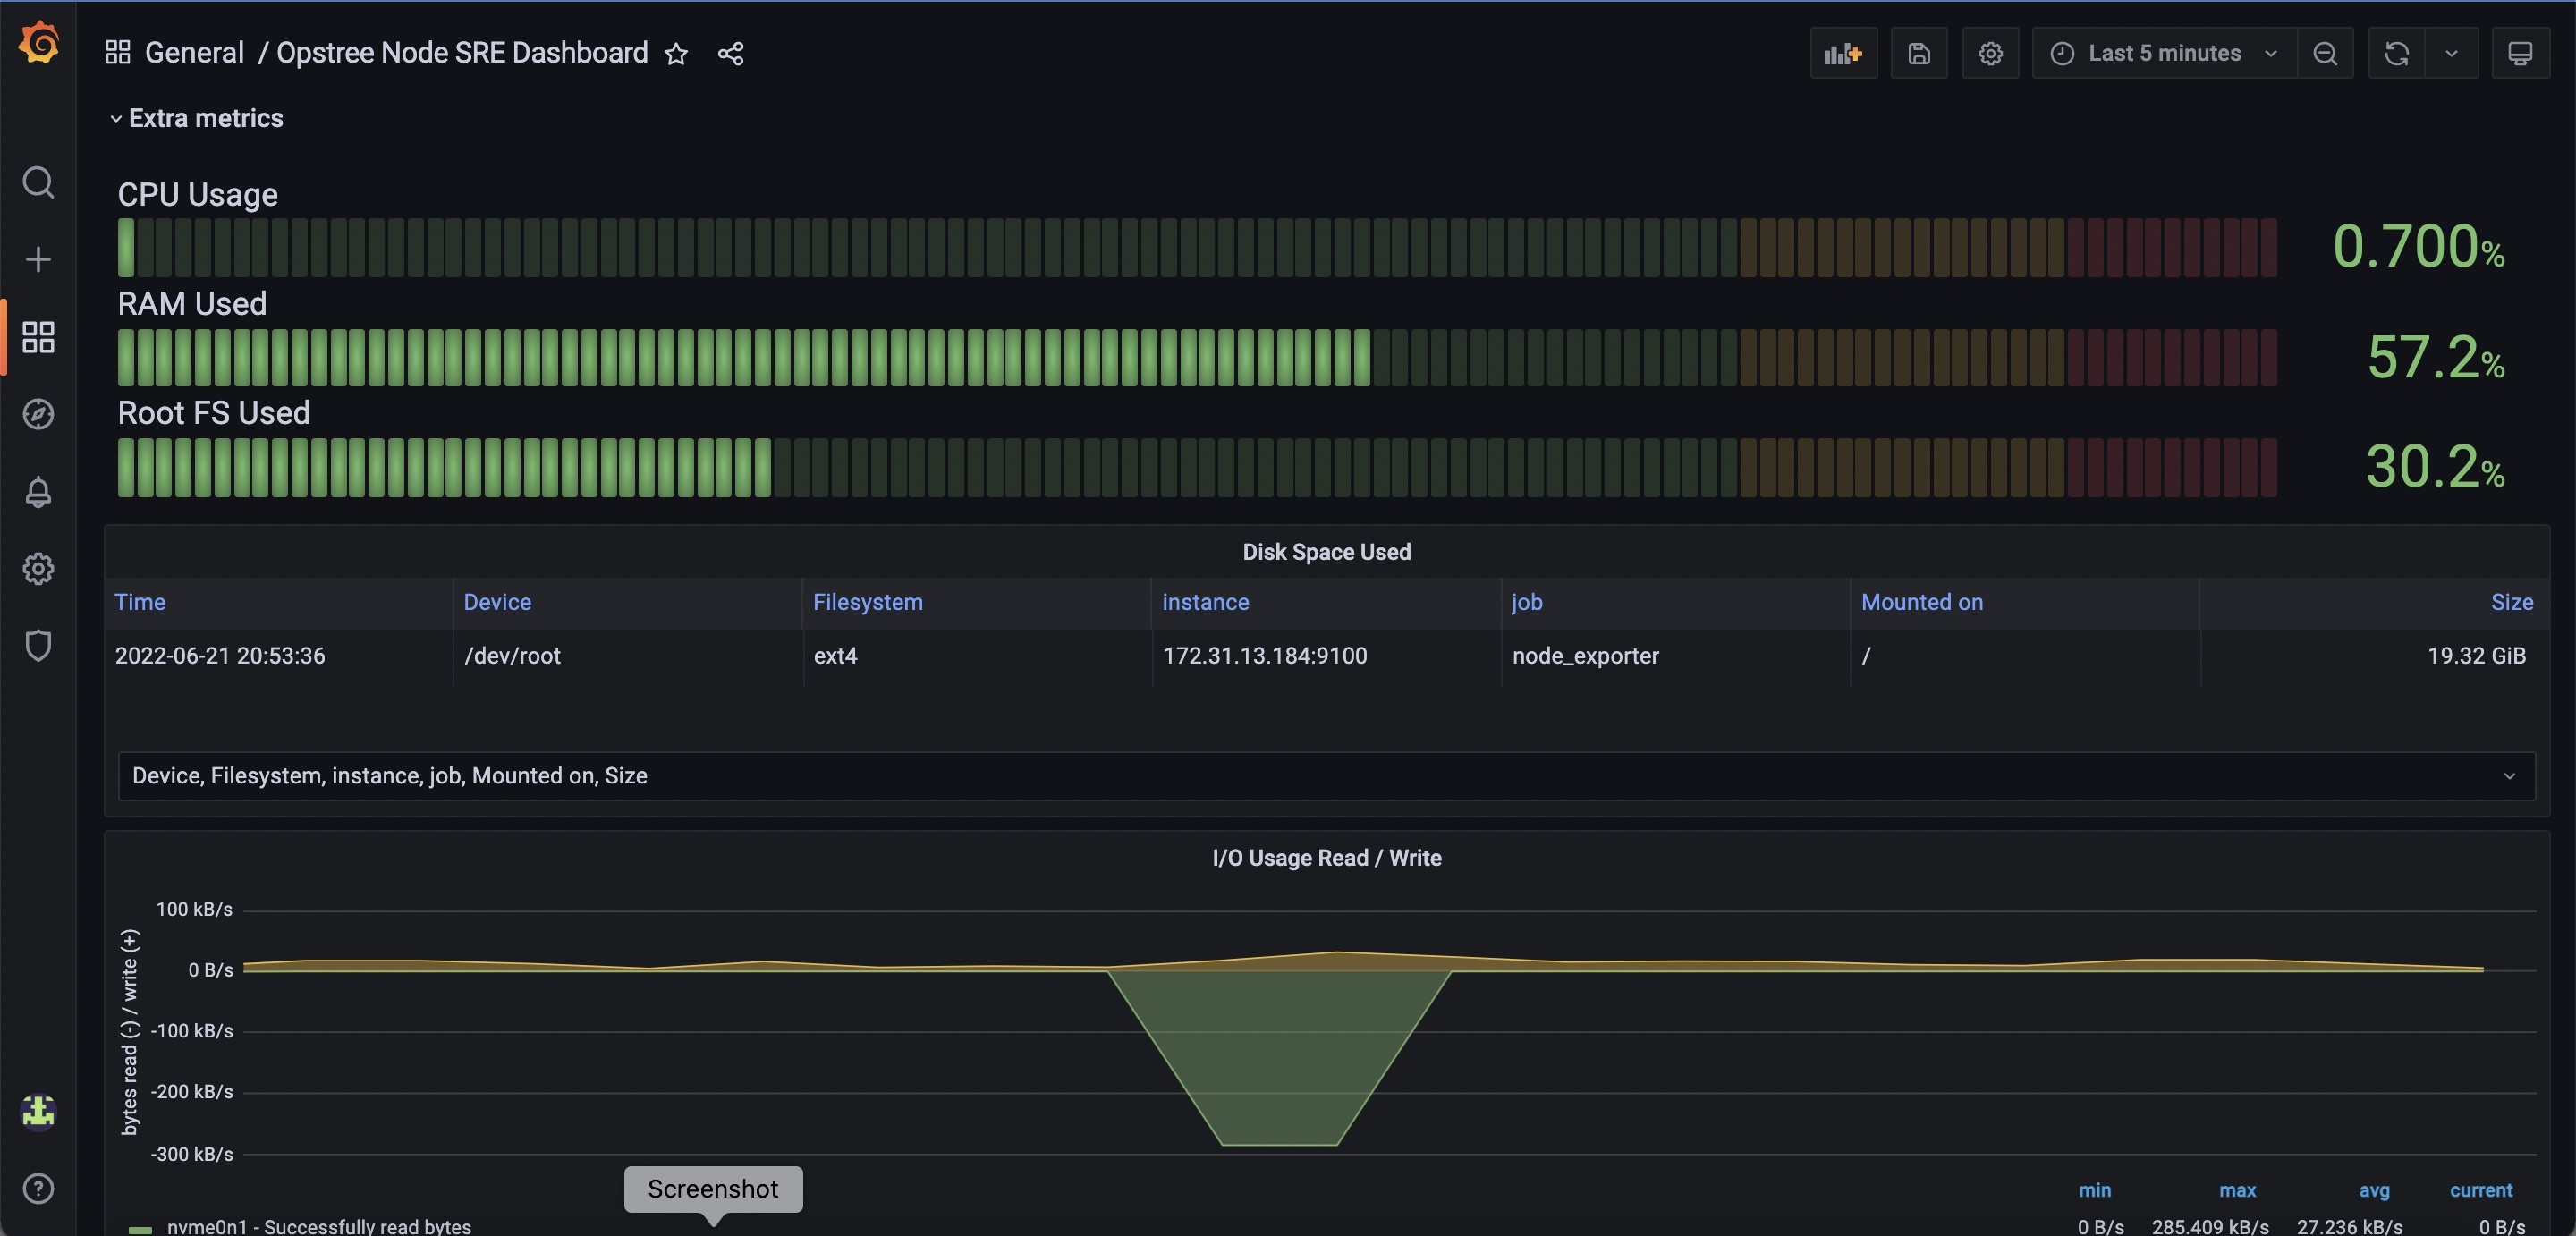 General / Opstree Node SRE Dashboard
Last 5 minutes
Extra metrics
CPU Usage
0.700%
RAM Used
57.2%
Root FS Used
30.2%
Disk Space Used
Time Device Filesystem instance job Mounted on Size
2022-06-21 20:53:36 /dev/root ext4 172.31.13.184:9100 node_exporter / 19.32 GiB
Device, Filesystem, instance, job, Mounted on, Size
I/O Usage Read / Write
bytes read (-) / write (+)
100 kB/s
0 B/s
-100 kB/s
-200 kB/s
-300 kB/s
Screenshot
min max avg current
nvme0n1 - Successfully read bytes 0 B/s 285.409 kB/s 27.236 kB/s 0 B/s